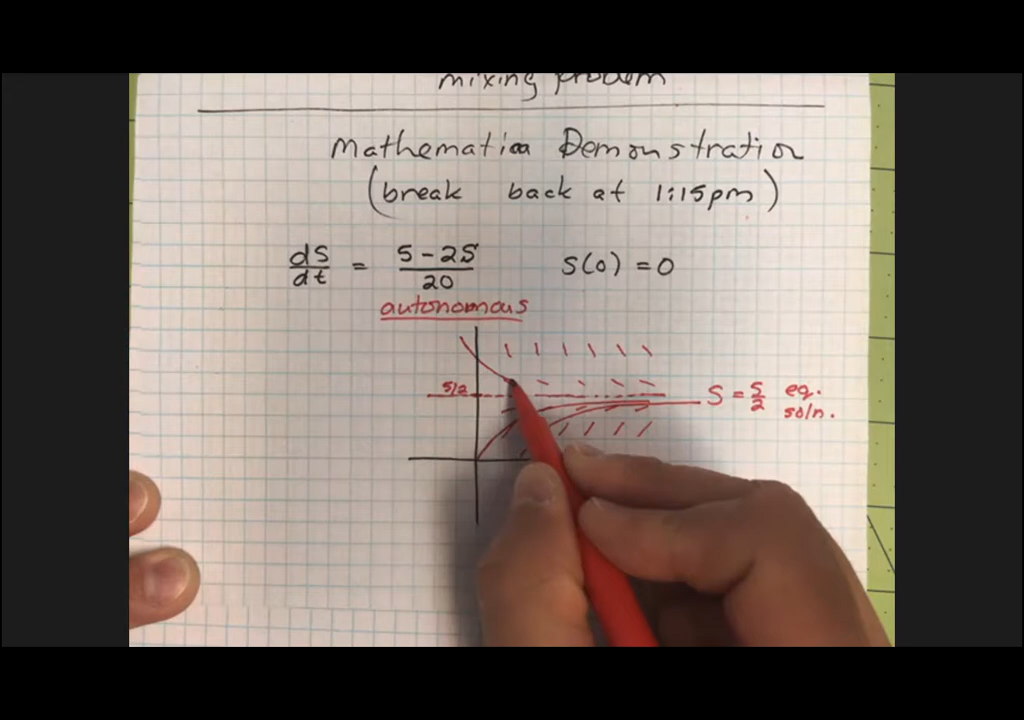 mixing problem
Mathematica Demonstration
(break back at 1:15pm)
dS/dt = (5-2S)/20 S(0) = 0
autonomous
5/2
S = 5/2 eq. soln.